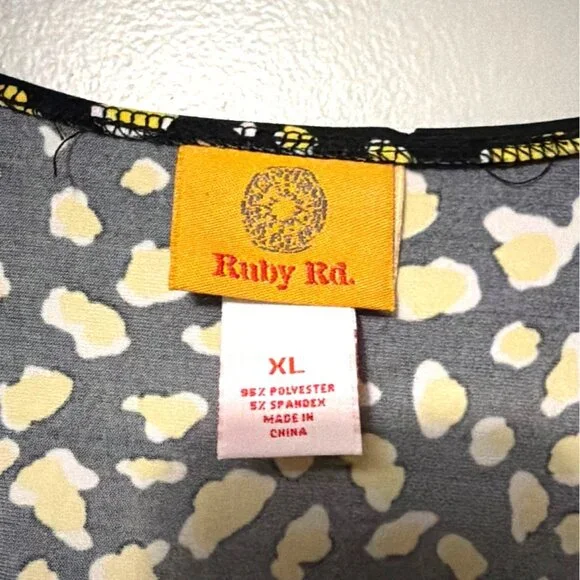 Ruby Rd.
XL
95% POLYESTER
5% SPANDEX
MADE IN
CHINA